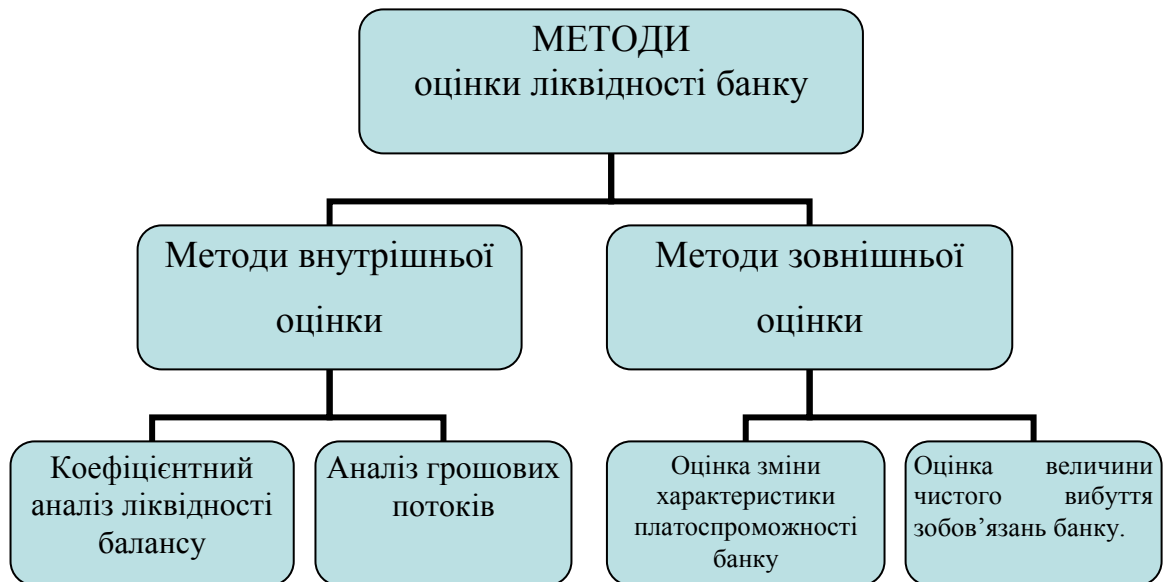 МЕТОДИ
оцінки ліквідності банку
Методи внутрішньої
оцінки
Методи зовнішньої
оцінки
Коефіцієнтний
аналіз ліквідності
балансу
Аналіз грошових
потоків
Оцінка зміни
характеристики
платоспроможності
банку
Оцінка величини
чистого вибуття
зобов’язань банку.